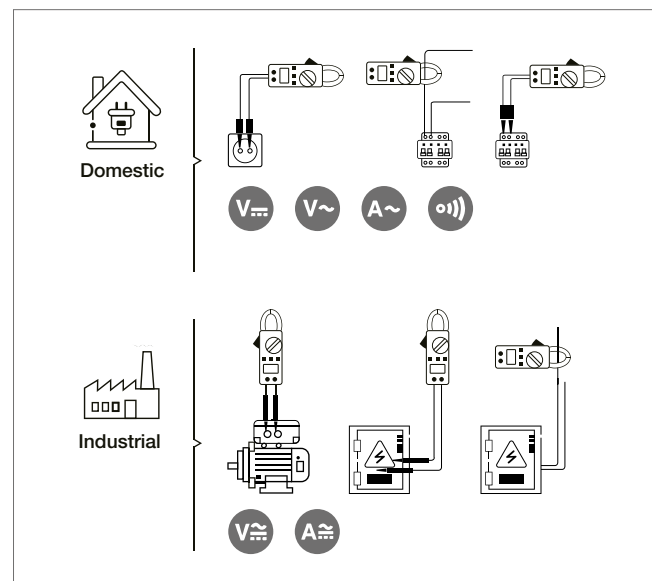 Domestic
V⎓ V~ A~
Industrial
V≂ A≂